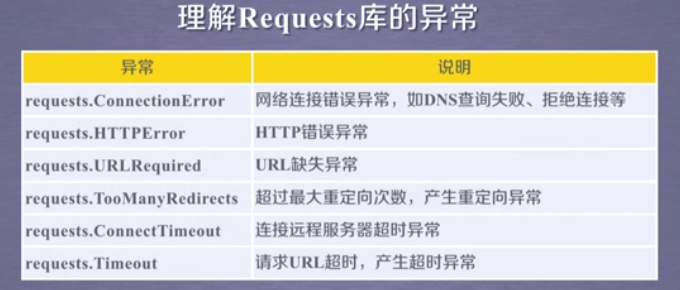 理解Requests库的异常
异常 说明
requests.ConnectionError 网络连接错误异常，如DNS查询失败、拒绝连接等
requests.HTTPError HTTP错误异常
requests.URLRequired URL缺失异常
requests.TooManyRedirects 超过最大重定向次数，产生重定向异常
requests.ConnectTimeout 连接远程服务器超时异常
requests.Timeout 请求URL超时，产生超时异常